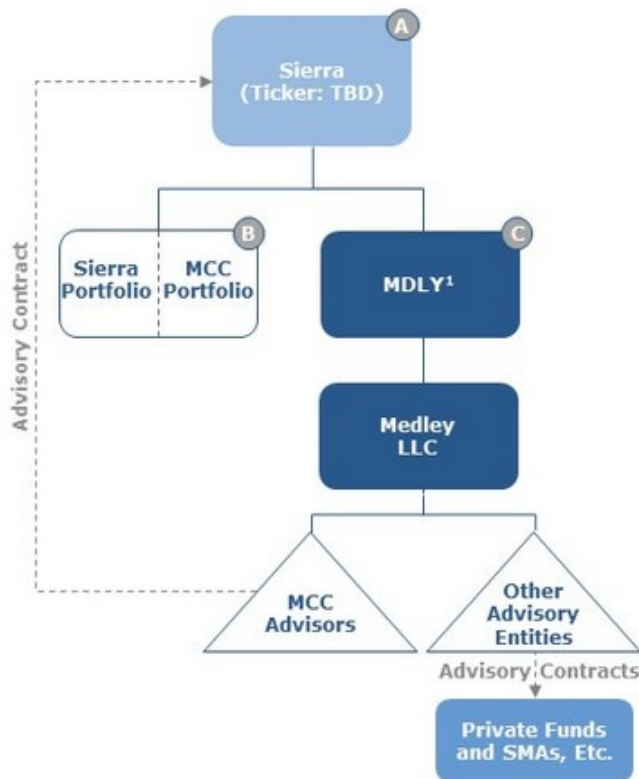 A
Sierra
(Ticker: TBD)
Advisory Contract
B
Sierra
Portfolio
MCC
Portfolio
C
MDLY¹
Medley
LLC
MCC
Advisors
Other
Advisory
Entities
Advisory Contracts
Private Funds
and SMAs, Etc.